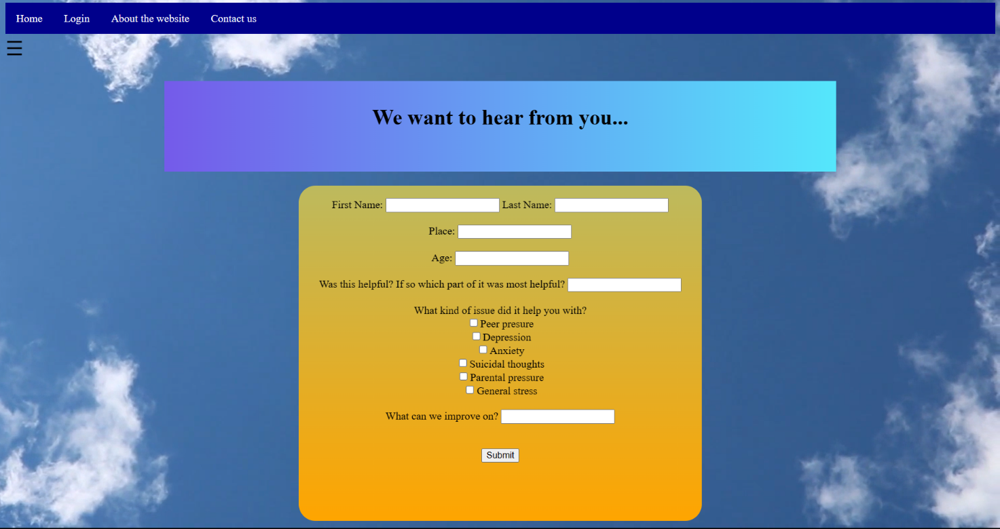 Home Login About the website Contact us
We want to hear from you...
First Name: Last Name:
Place:
Age:
Was this helpful? If so which part of it was most helpful?
What kind of issue did it help you with?
Peer presure
Depression
Anxiety
Suicidal thoughts
Parental pressure
General stress
What can we improve on?
Submit